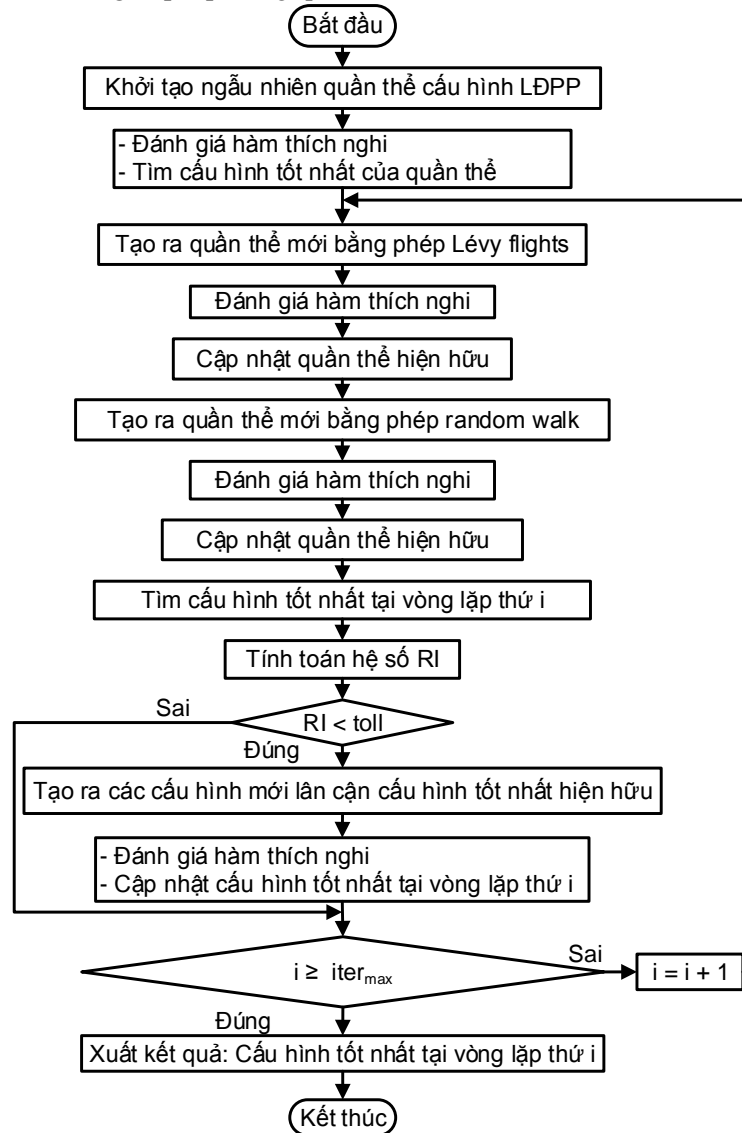 Bắt đầu
Khởi tạo ngẫu nhiên quần thể cấu hình LĐPP
- Đánh giá hàm thích nghi
- Tìm cấu hình tốt nhất của quần thể
Tạo ra quần thể mới bằng phép Lévy flights
Đánh giá hàm thích nghi
Cập nhật quần thể hiện hữu
Tạo ra quần thể mới bằng phép random walk
Đánh giá hàm thích nghi
Cập nhật quần thể hiện hữu
Tìm cấu hình tốt nhất tại vòng lặp thứ i
Tính toán hệ số RI
Sai
RI < toll
Đúng
Tạo ra các cấu hình mới lân cận cấu hình tốt nhất hiện hữu
- Đánh giá hàm thích nghi
- Cập nhật cấu hình tốt nhất tại vòng lặp thứ i
Sai
i ≥ iter_max
i = i + 1
Đúng
Xuất kết quả: Cấu hình tốt nhất tại vòng lặp thứ i
Kết thúc